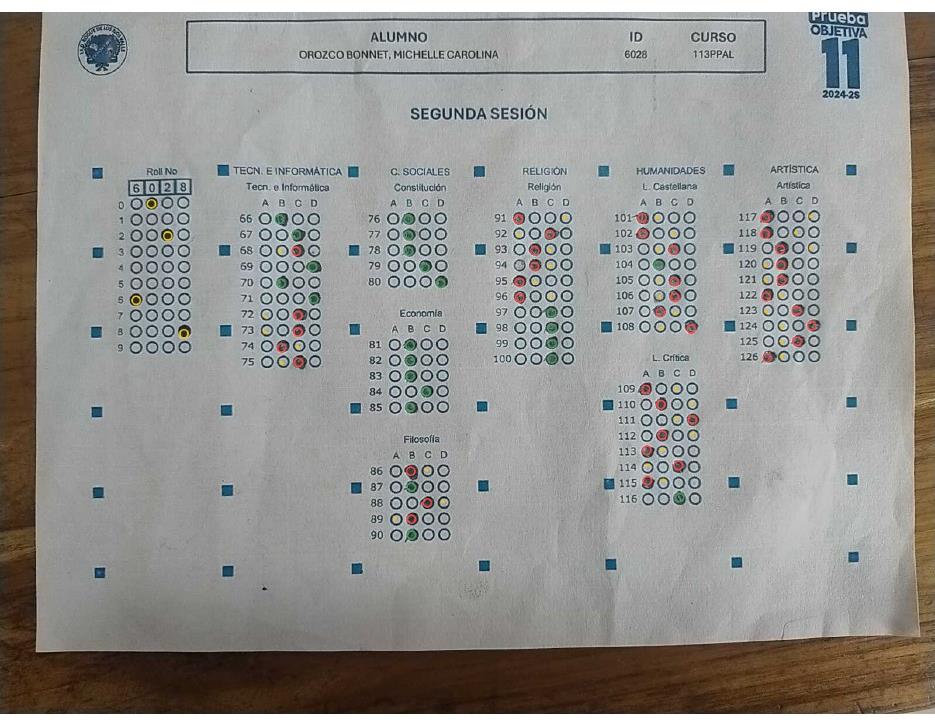 Prueba
OBJETIVA
11
2024-2S
ALUMNO ID CURSO
OROZCO BONNET, MICHELLE CAROLINA 6028 113PPAL
SEGUNDA SESIÓN
Roll No
6 0 2 8
0
1
2
3
4
5
6
7
8
9
TECN. E INFORMÁTICA
Tecn. e Informática
A B C D
66
67
68
69
70
71
72
73
74
75
C. SOCIALES
Constitución
A B C D
76
77
78
79
80
Economía
A B C D
81
82
83
84
85
Filosofía
A B C D
86
87
88
89
90
RELIGIÓN
Religión
A B C D
91
92
93
94
95
96
97
98
99
100
HUMANIDADES
L. Castellana
A B C D
101
102
103
104
105
106
107
108
L. Crítica
A B C D
109
110
111
112
113
114
115
116
ARTÍSTICA
Artística
A B C D
117
118
119
120
121
122
123
124
125
126